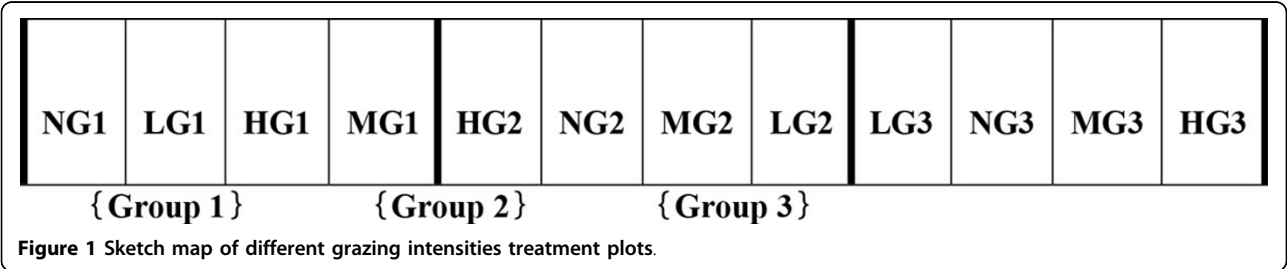 NG1 LG1 HG1 MG1 HG2 NG2 MG2 LG2 LG3 NG3 MG3 HG3
{Group 1} {Group 2} {Group 3}
Figure 1 Sketch map of different grazing intensities treatment plots.